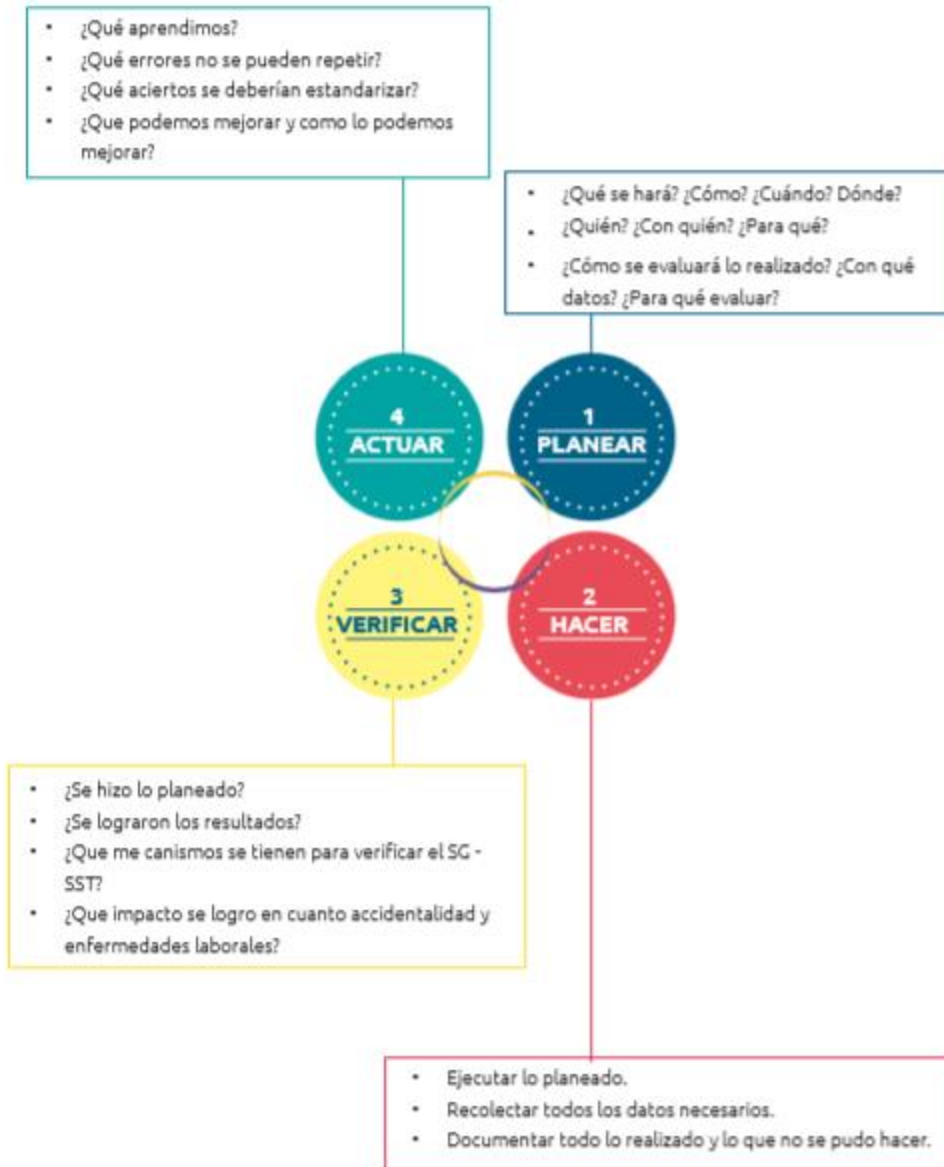 • ¿Qué aprendimos?
• ¿Qué errores no se pueden repetir?
• ¿Qué aciertos se deberían estandarizar?
• ¿Que podemos mejorar y como lo podemos
mejorar?
• ¿Qué se hará? ¿Cómo? ¿Cuándo? Dónde?
• ¿Quién? ¿Con quién? ¿Para qué?
• ¿Cómo se evaluará lo realizado? ¿Con qué
datos? ¿Para qué evaluar?
4
ACTUAR
1
PLANEAR
3
VERIFICAR
2
HACER
• ¿Se hizo lo planeado?
• ¿Se lograron los resultados?
• ¿Que me canismos se tienen para verificar el SG -
SST?
• ¿Que impacto se logro en cuanto accidentalidad y
enfermedades laborales?
• Ejecutar lo planeado.
• Recolectar todos los datos necesarios.
• Documentar todo lo realizado y lo que no se pudo hacer.